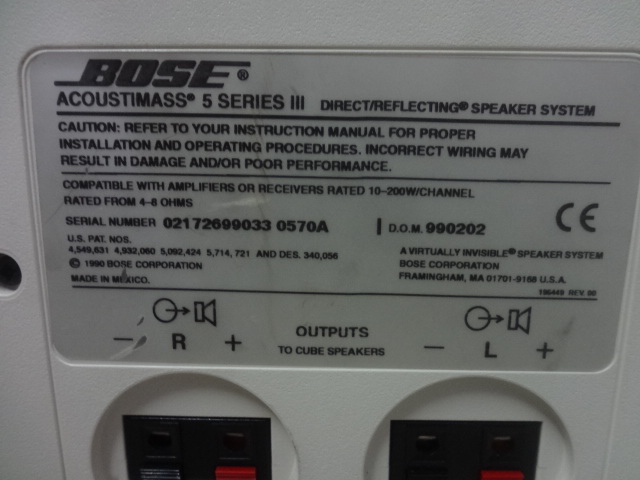 BOSE®
ACOUSTIMASS® 5 SERIES III DIRECT/REFLECTING® SPEAKER SYSTEM
CAUTION: REFER TO YOUR INSTRUCTION MANUAL FOR PROPER
INSTALLATION AND OPERATING PROCEDURES. INCORRECT WIRING MAY
RESULT IN DAMAGE AND/OR POOR PERFORMANCE.
COMPATIBLE WITH AMPLIFIERS OR RECEIVERS RATED 10-200W/CHANNEL
RATED FROM 4-8 OHMS
SERIAL NUMBER 02172699033 0570A | D.O.M. 990202
CE
U.S. PAT. NOS.
4,549,631 4,932,060 5,092,424 5,714,721 AND DES. 340,056
© 1990 BOSE CORPORATION
MADE IN MEXICO.
A VIRTUALLY INVISIBLE® SPEAKER SYSTEM
BOSE CORPORATION
FRAMINGHAM, MA 01701-9168 U.S.A.
REV. 00
− R +
OUTPUTS
TO CUBE SPEAKERS
− L +